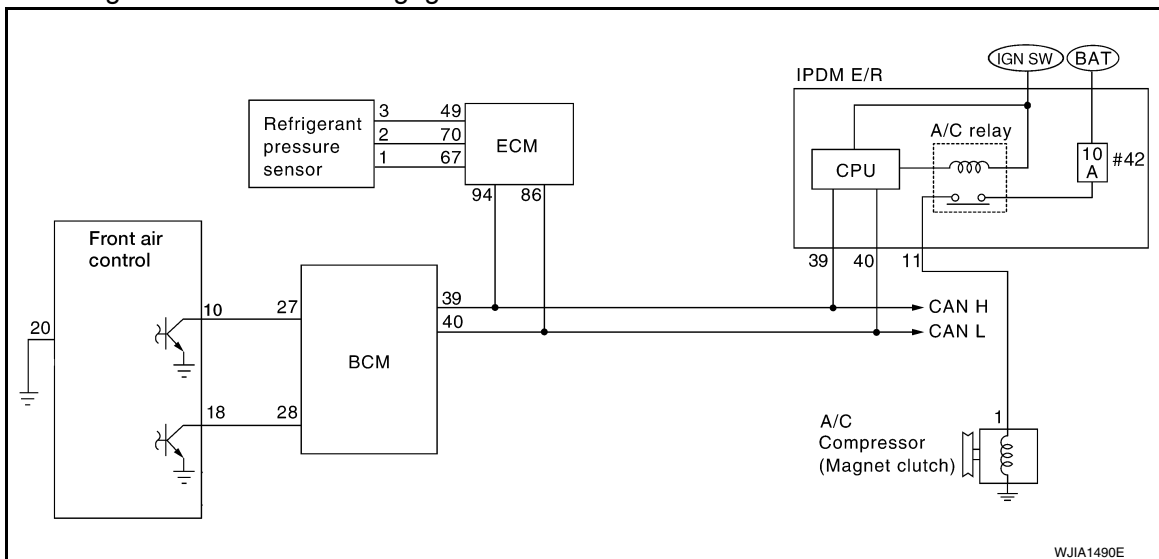 IGN SW
BAT
IPDM E/R
A/C relay
10
A
#42
CPU
39
40
11
Refrigerant
pressure
sensor
3
2
1
49
70
67
ECM
94
86
Front air
control
20
10
27
18
28
BCM
39
40
CAN H
CAN L
A/C
Compressor
(Magnet clutch)
1
WJIA1490E